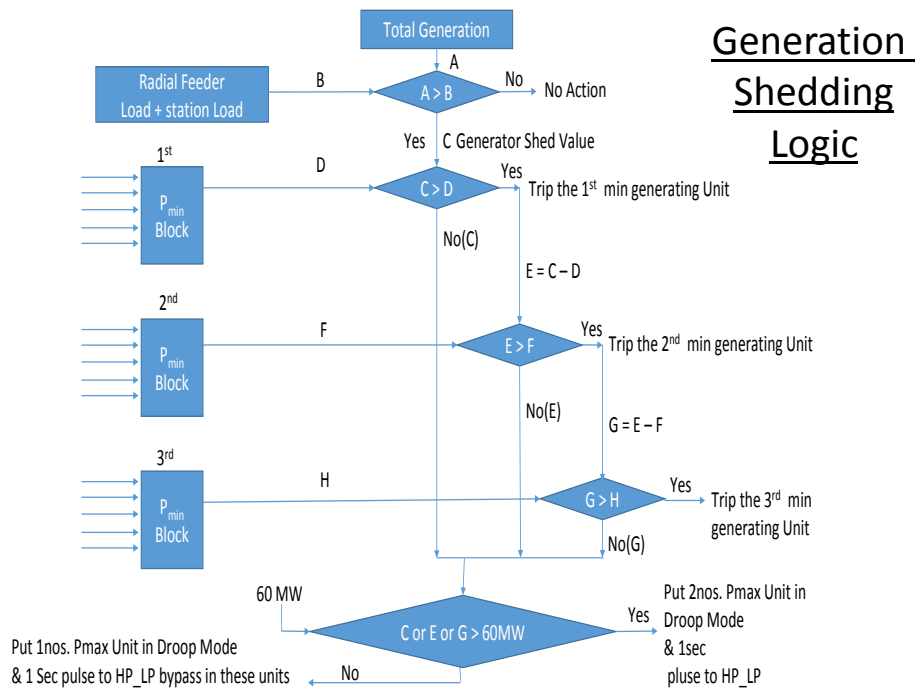 Generation
Shedding
Logic
Total Generation
A
Radial Feeder
Load + station Load
B
A > B
No
No Action
Yes
C Generator Shed Value
1st
Pmin
Block
D
C > D
Yes
Trip the 1st min generating Unit
No(C)
E = C – D
2nd
Pmin
Block
F
E > F
Yes
Trip the 2nd min generating Unit
No(E)
G = E – F
3rd
Pmin
Block
H
G > H
Yes
Trip the 3rd min
generating Unit
No(G)
60 MW
C or E or G > 60MW
Yes
Put 2nos. Pmax Unit in
Droop Mode
& 1sec
pluse to HP_LP
No
Put 1nos. Pmax Unit in Droop Mode
& 1 Sec pulse to HP_LP bypass in these units